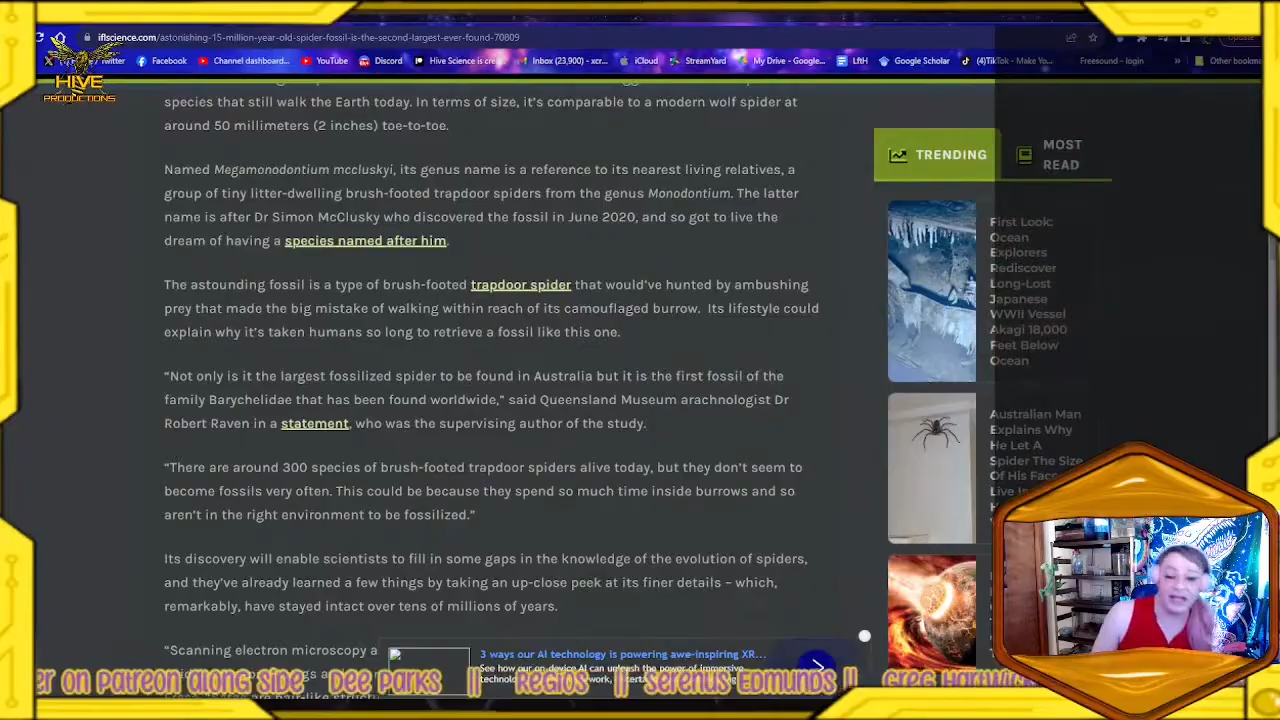 iflscience.com/astonishing-15-million-year-old-spider-fossil-is-the-second-largest-ever-found-70809
Twitter Facebook Channel dashboard... YouTube Discord Hive Science is cre... Inbox (23,900) - xcr... iCloud StreamYard My Drive - Google... LftH Google Scholar (4)TikTok - Make Yo... Freesound - login » Other bookma
HIVE
PRODUCTIONS
species that still walk the Earth today. In terms of size, it's comparable to a modern wolf spider at
around 50 millimeters (2 inches) toe-to-toe.
Named Megamonodontium mccluskyi, its genus name is a reference to its nearest living relatives, a
group of tiny litter-dwelling brush-footed trapdoor spiders from the genus Monodontium. The latter
name is after Dr Simon McClusky who discovered the fossil in June 2020, and so got to live the
dream of having a species named after him.
The astounding fossil is a type of brush-footed trapdoor spider that would've hunted by ambushing
prey that made the big mistake of walking within reach of its camouflaged burrow. Its lifestyle could
explain why it's taken humans so long to retrieve a fossil like this one.
“Not only is it the largest fossilized spider to be found in Australia but it is the first fossil of the
family Barychelidae that has been found worldwide,” said Queensland Museum arachnologist Dr
Robert Raven in a statement, who was the supervising author of the study.
“There are around 300 species of brush-footed trapdoor spiders alive today, but they don't seem to
become fossils very often. This could be because they spend so much time inside burrows and so
aren't in the right environment to be fossilized.”
Its discovery will enable scientists to fill in some gaps in the knowledge of the evolution of spiders,
and they've already learned a few things by taking an up-close peek at its finer details – which,
remarkably, have stayed intact over tens of millions of years.
“Scanning electron microscopy a
TRENDING
MOST
READ
First Look:
Ocean
Explorers
Rediscover
Long-Lost
Japanese
WWII Vessel
Akagi 18,000
Feet Below
Ocean
Australian Man
Explains Why
He Let A
Spider The Size
Of His Face
Live In
3 ways our AI technology is powering awe-inspiring XR...
See how our on-device AI can unleash the power of immersive
er on Patreon along side Dee Parks || Regios || Serenus Edmunds || Greg Hartwick